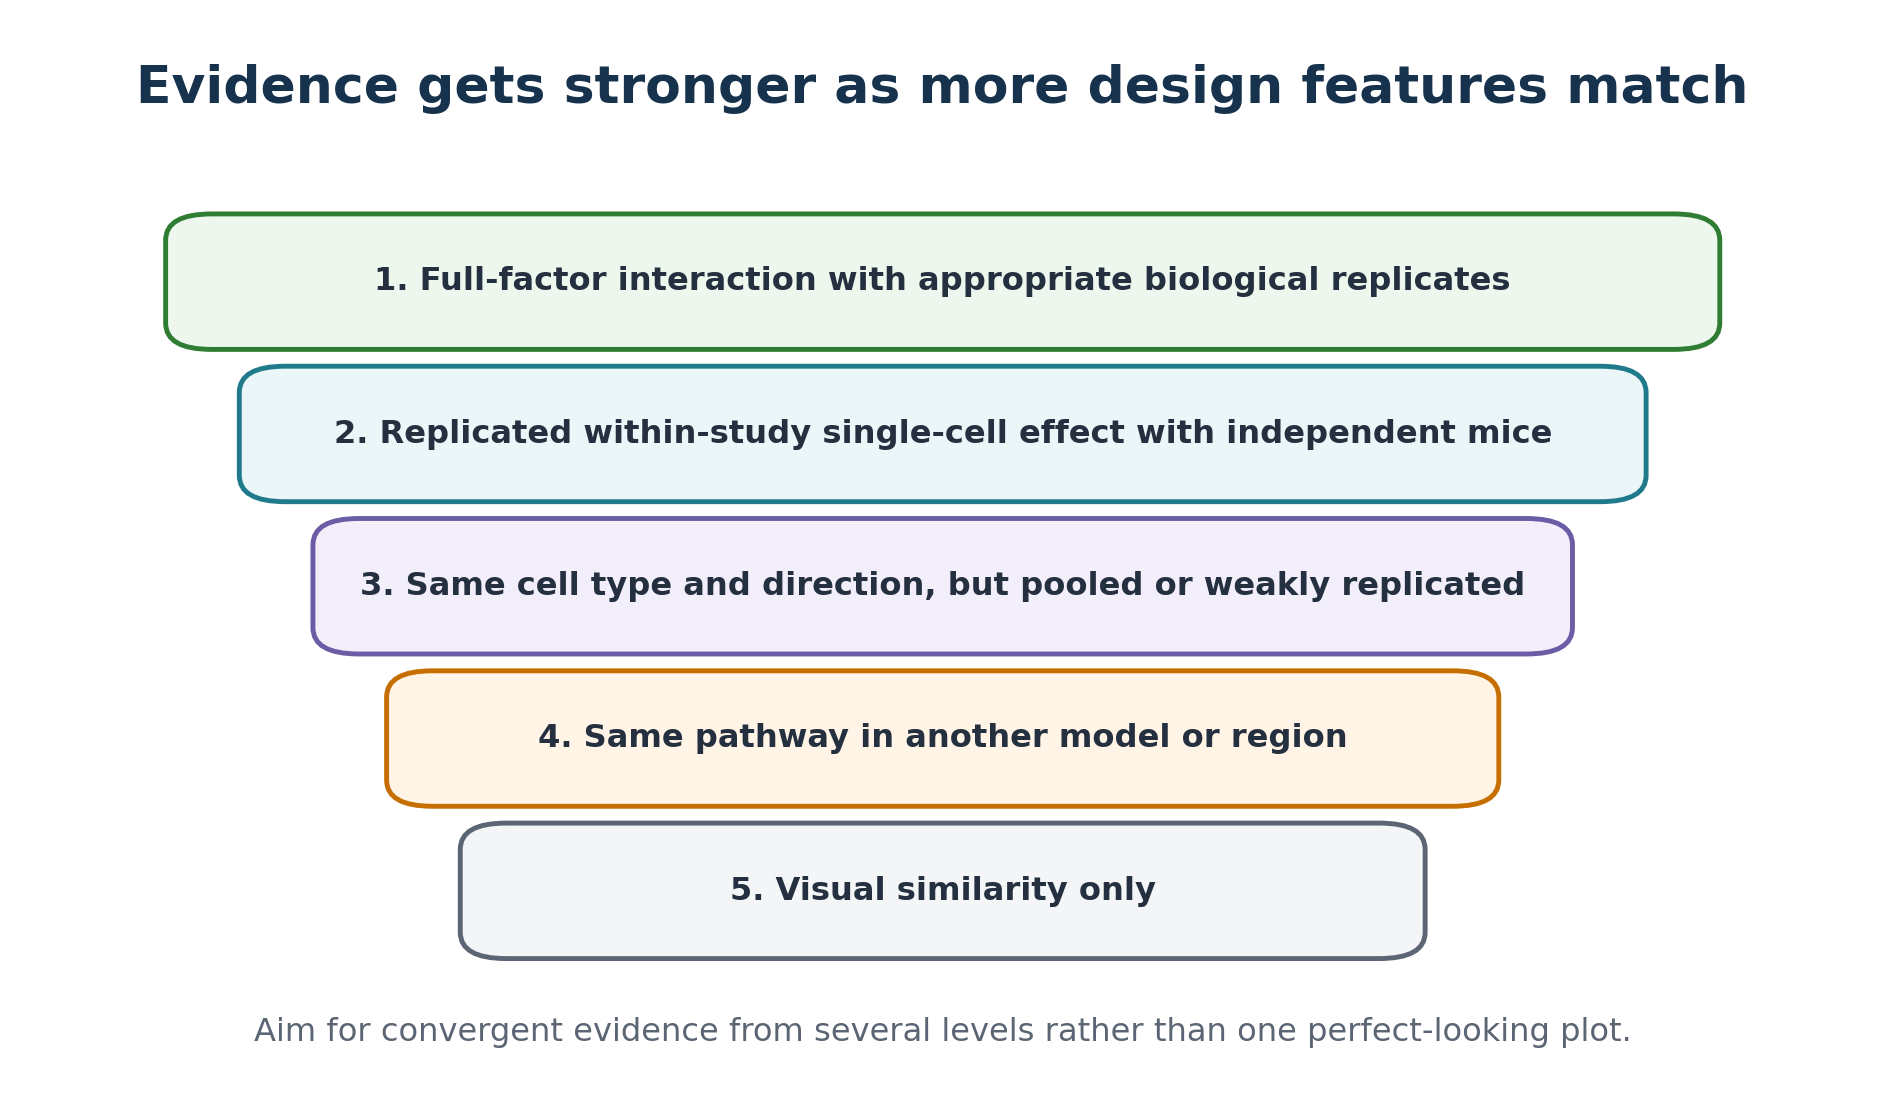 Evidence gets stronger as more design features match
1. Full-factor interaction with appropriate biological replicates
2. Replicated within-study single-cell effect with independent mice
3. Same cell type and direction, but pooled or weakly replicated
4. Same pathway in another model or region
5. Visual similarity only
Aim for convergent evidence from several levels rather than one perfect-looking plot.